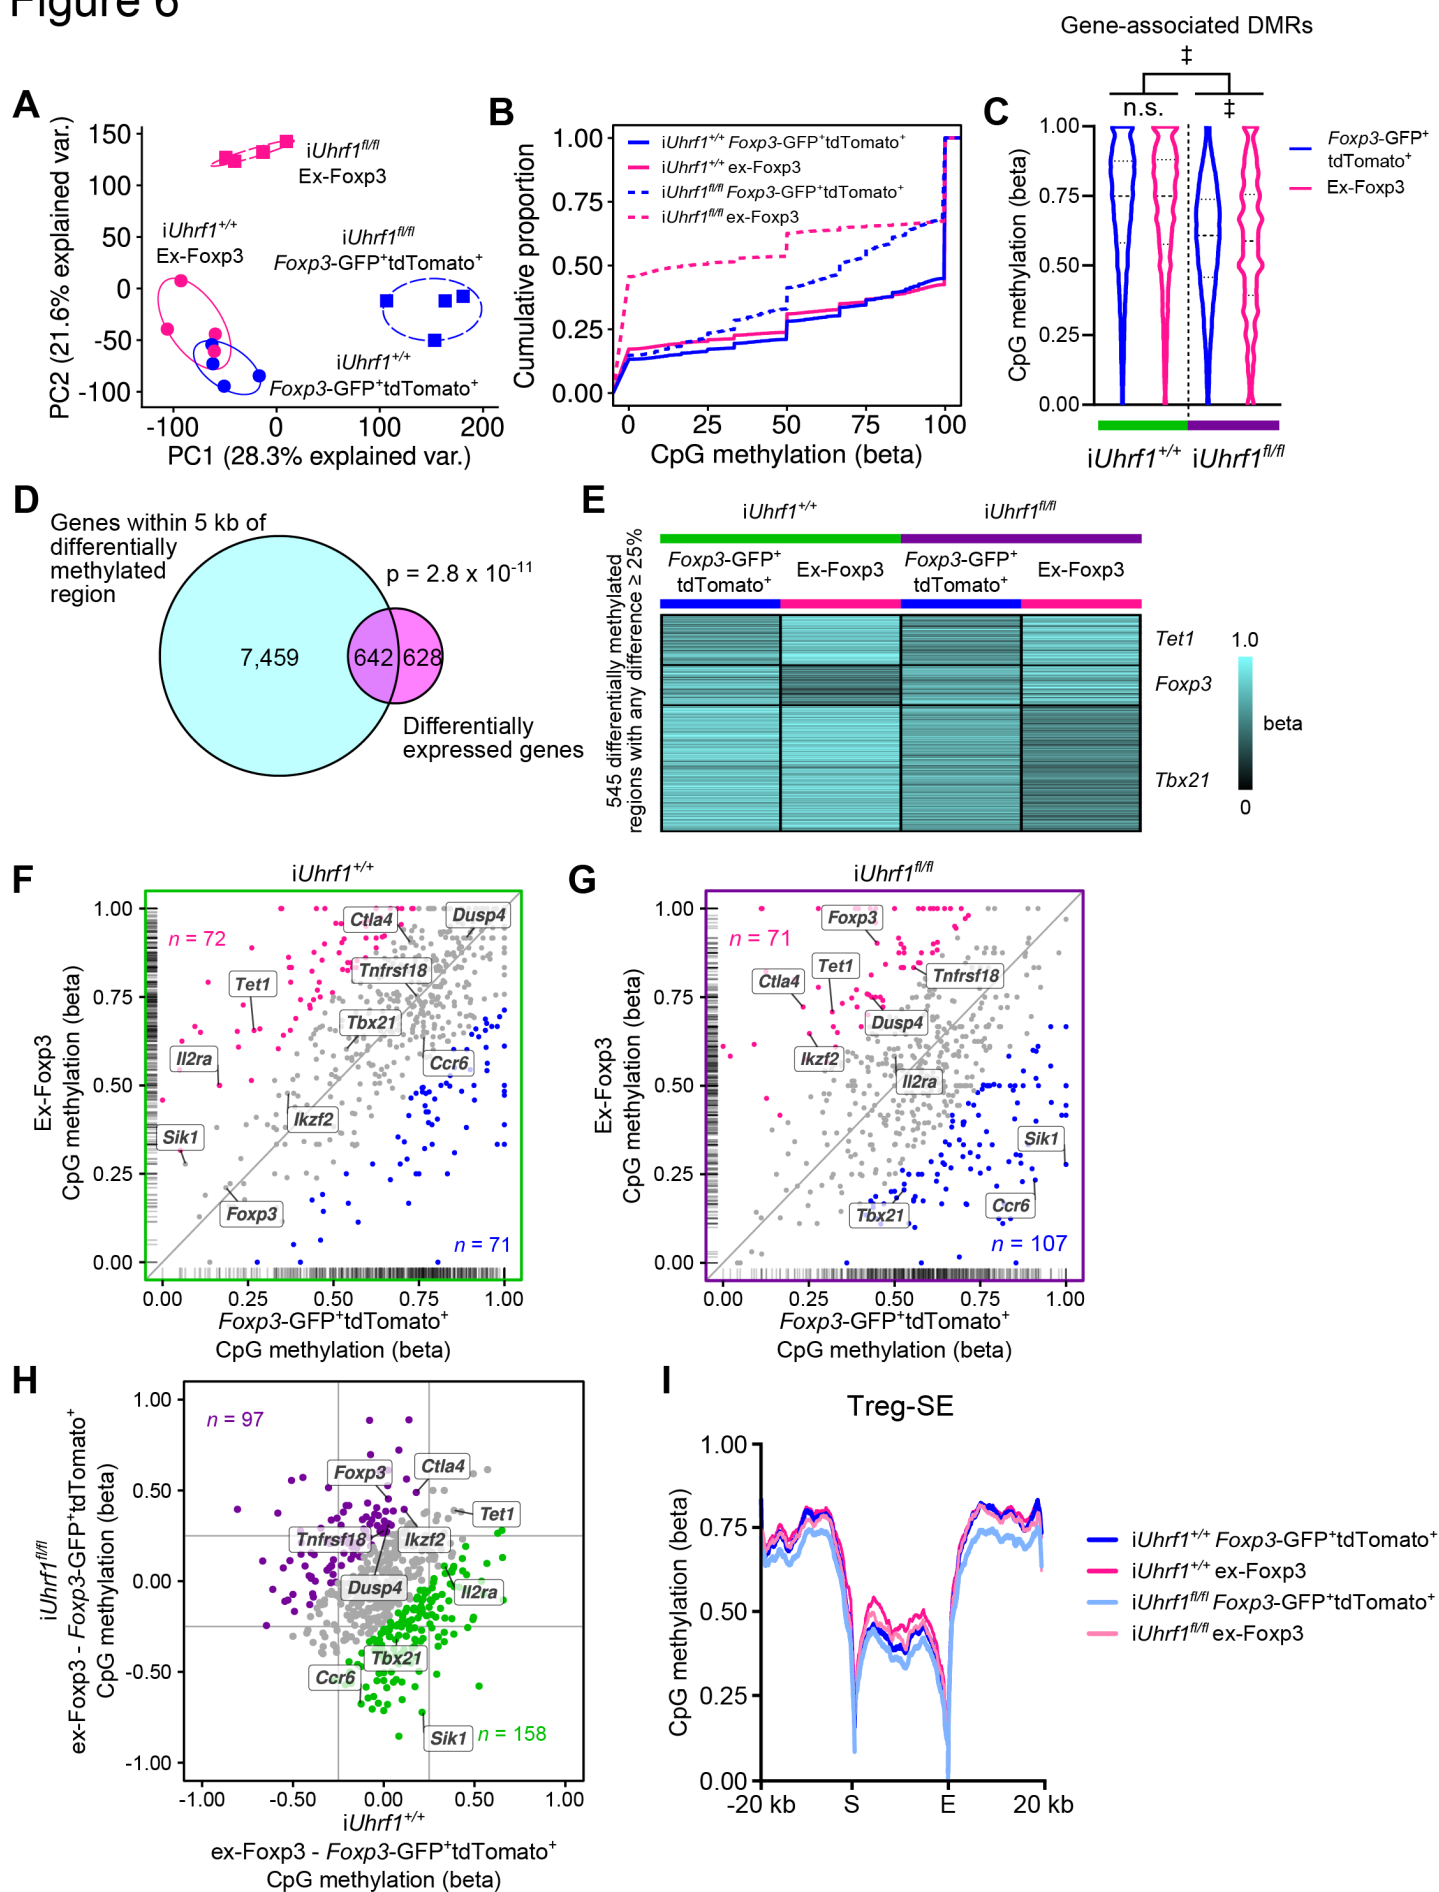 Figure 6
A
PC2 (21.6% explained var.)
150
100
50
0
-50
-100
-100
0
100
200
PC1 (28.3% explained var.)
iUhrf1fl/fl
Ex-Foxp3
iUhrf1+/+
Ex-Foxp3
iUhrf1fl/fl
Foxp3-GFP+tdTomato+
iUhrf1+/+
Foxp3-GFP+tdTomato+
B
Cumulative proportion
1.00
0.75
0.50
0.25
0.00
iUhrf1+/+ Foxp3-GFP+tdTomato+
iUhrf1+/+ ex-Foxp3
iUhrf1fl/fl Foxp3-GFP+tdTomato+
iUhrf1fl/fl ex-Foxp3
0
25
50
75
100
CpG methylation (beta)
Gene-associated DMRs
‡
C
n.s.
‡
CpG methylation (beta)
1.00
0.75
0.50
0.25
0.00
Foxp3-GFP+
tdTomato+
Ex-Foxp3
iUhrf1+/+
iUhrf1fl/fl
D
Genes within 5 kb of
differentially
methylated
region
p = 2.8 x 10-11
7,459
642
628
Differentially
expressed genes
E
iUhrf1+/+
iUhrf1fl/fl
Foxp3-GFP+
tdTomato+
Ex-Foxp3
Foxp3-GFP+
tdTomato+
Ex-Foxp3
545 differentially methylated
regions with any difference ≥ 25%
Tet1
Foxp3
Tbx21
1.0
beta
0
F
iUhrf1+/+
Ex-Foxp3
CpG methylation (beta)
1.00
0.75
0.50
0.25
0.00
n = 72
Ctla4
Dusp4
Tet1
Tnfrsf18
Tbx21
Il2ra
Ccr6
Ikzf2
Sik1
Foxp3
n = 71
0.00
0.25
0.50
0.75
1.00
Foxp3-GFP+tdTomato+
CpG methylation (beta)
G
iUhrf1fl/fl
Ex-Foxp3
CpG methylation (beta)
1.00
0.75
0.50
0.25
0.00
n = 71
Foxp3
Tet1
Ctla4
Tnfrsf18
Dusp4
Ikzf2
Il2ra
Sik1
Ccr6
Tbx21
n = 107
0.00
0.25
0.50
0.75
1.00
Foxp3-GFP+tdTomato+
CpG methylation (beta)
H
iUhrf1fl/fl
ex-Foxp3 - Foxp3-GFP+tdTomato+
CpG methylation (beta)
1.00
0.50
0.00
-0.50
-1.00
n = 97
Foxp3
Ctla4
Tet1
Tnfrsf18
Ikzf2
Dusp4
Il2ra
Tbx21
Ccr6
Sik1
n = 158
-1.00
-0.50
0.00
0.50
1.00
iUhrf1+/+
ex-Foxp3 - Foxp3-GFP+tdTomato+
CpG methylation (beta)
I
Treg-SE
CpG methylation (beta)
1.00
0.75
0.50
0.25
0.00
-20 kb
S
E
20 kb
iUhrf1+/+ Foxp3-GFP+tdTomato+
iUhrf1+/+ ex-Foxp3
iUhrf1fl/fl Foxp3-GFP+tdTomato+
iUhrf1fl/fl ex-Foxp3